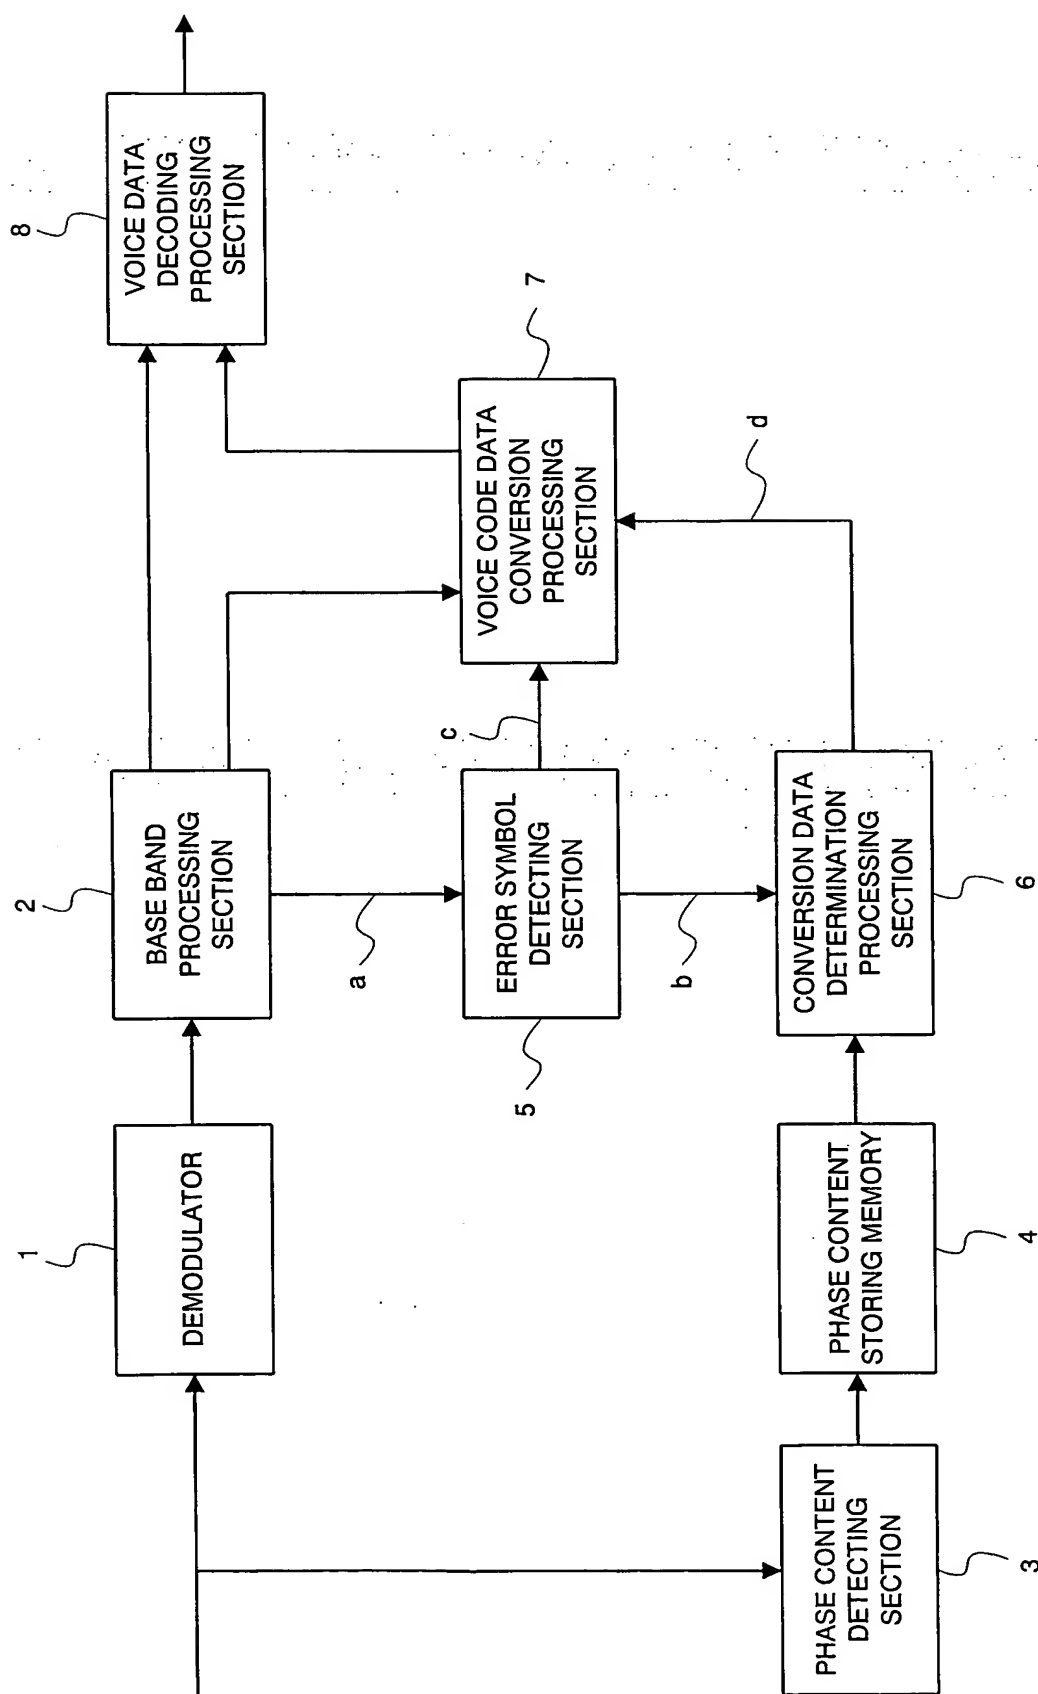 1
DEMODULATOR
2
BASE BAND
PROCESSING
SECTION
8
VOICE DATA
DECODING
PROCESSING
SECTION
a
5
ERROR SYMBOL
DETECTING
SECTION
c
7
VOICE CODE DATA
CONVERSION
PROCESSING
SECTION
b
d
3
PHASE CONTENT
DETECTING
SECTION
4
PHASE CONTENT
STORING MEMORY
6
CONVERSION DATA
DETERMINATION
PROCESSING
SECTION